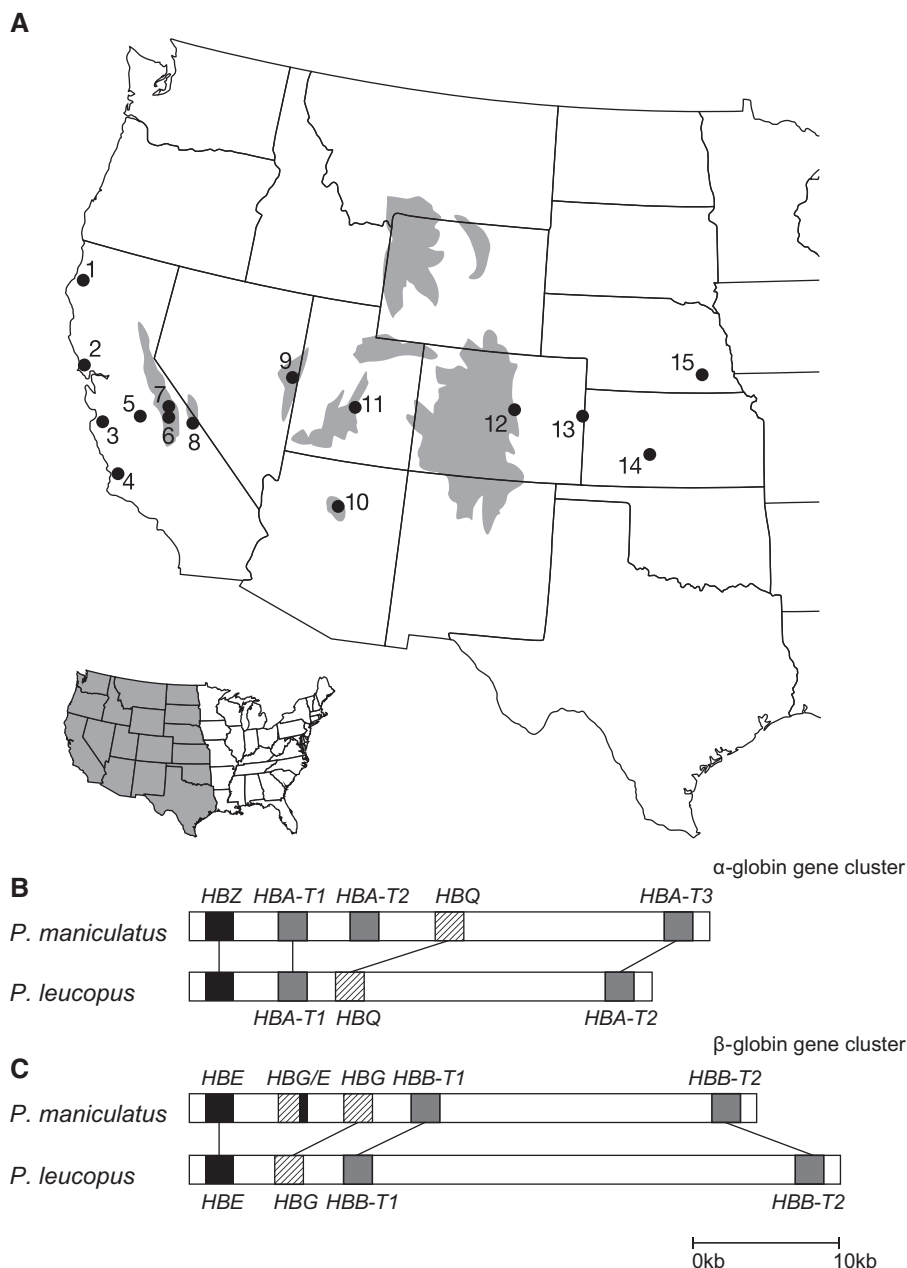 A
1
2
3
4
5
6
7
8
9
10
11
12
13
14
15
α-globin gene cluster
B
HBZ HBA-T1 HBA-T2 HBQ HBA-T3
P. maniculatus
P. leucopus
HBA-T1 HBQ HBA-T2
β-globin gene cluster
C
HBE HBG/E HBG HBB-T1 HBB-T2
P. maniculatus
P. leucopus
HBE HBG HBB-T1 HBB-T2
0kb 10kb